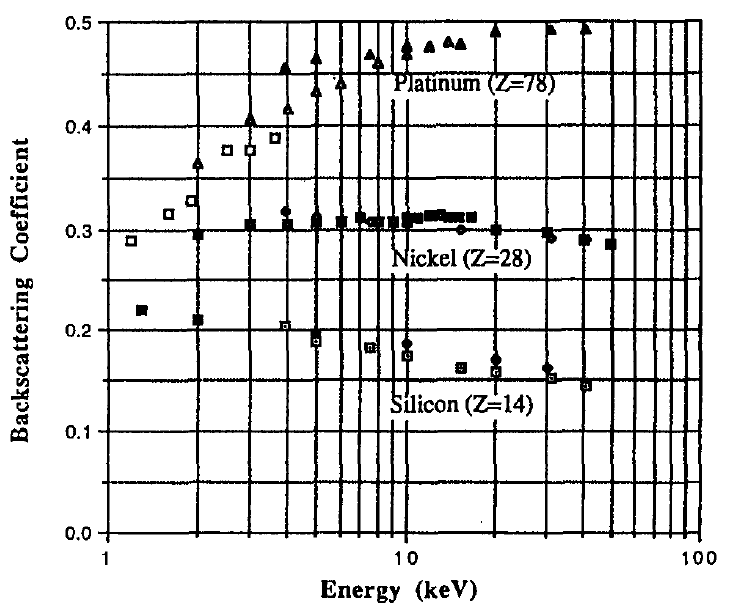 0.5
0.4
0.3
0.2
0.1
0.0
Backscattering Coefficient
Platinum (Z=78)
Nickel (Z=28)
Silicon (Z=14)
1
10
100
Energy (keV)